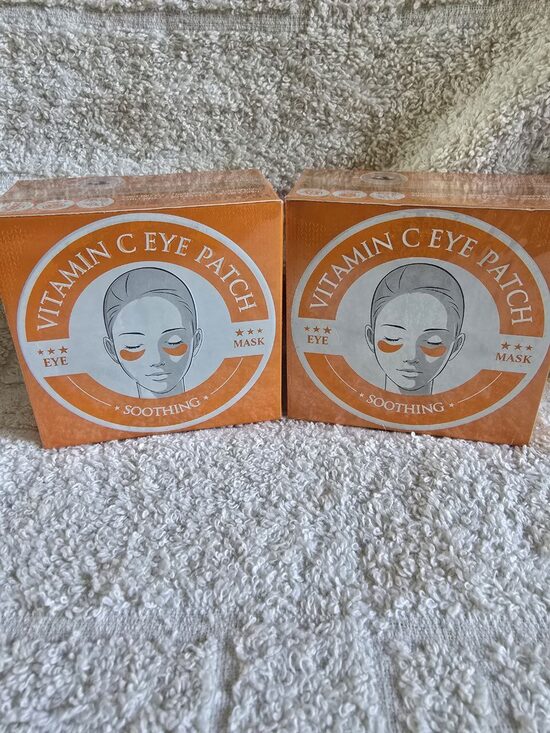 VITAMIN C EYE PATCH
★★★ ★★★
EYE MASK
★ SOOTHING ★
VITAMIN C EYE PATCH
★★★ ★★★
EYE MASK
★ SOOTHING ★